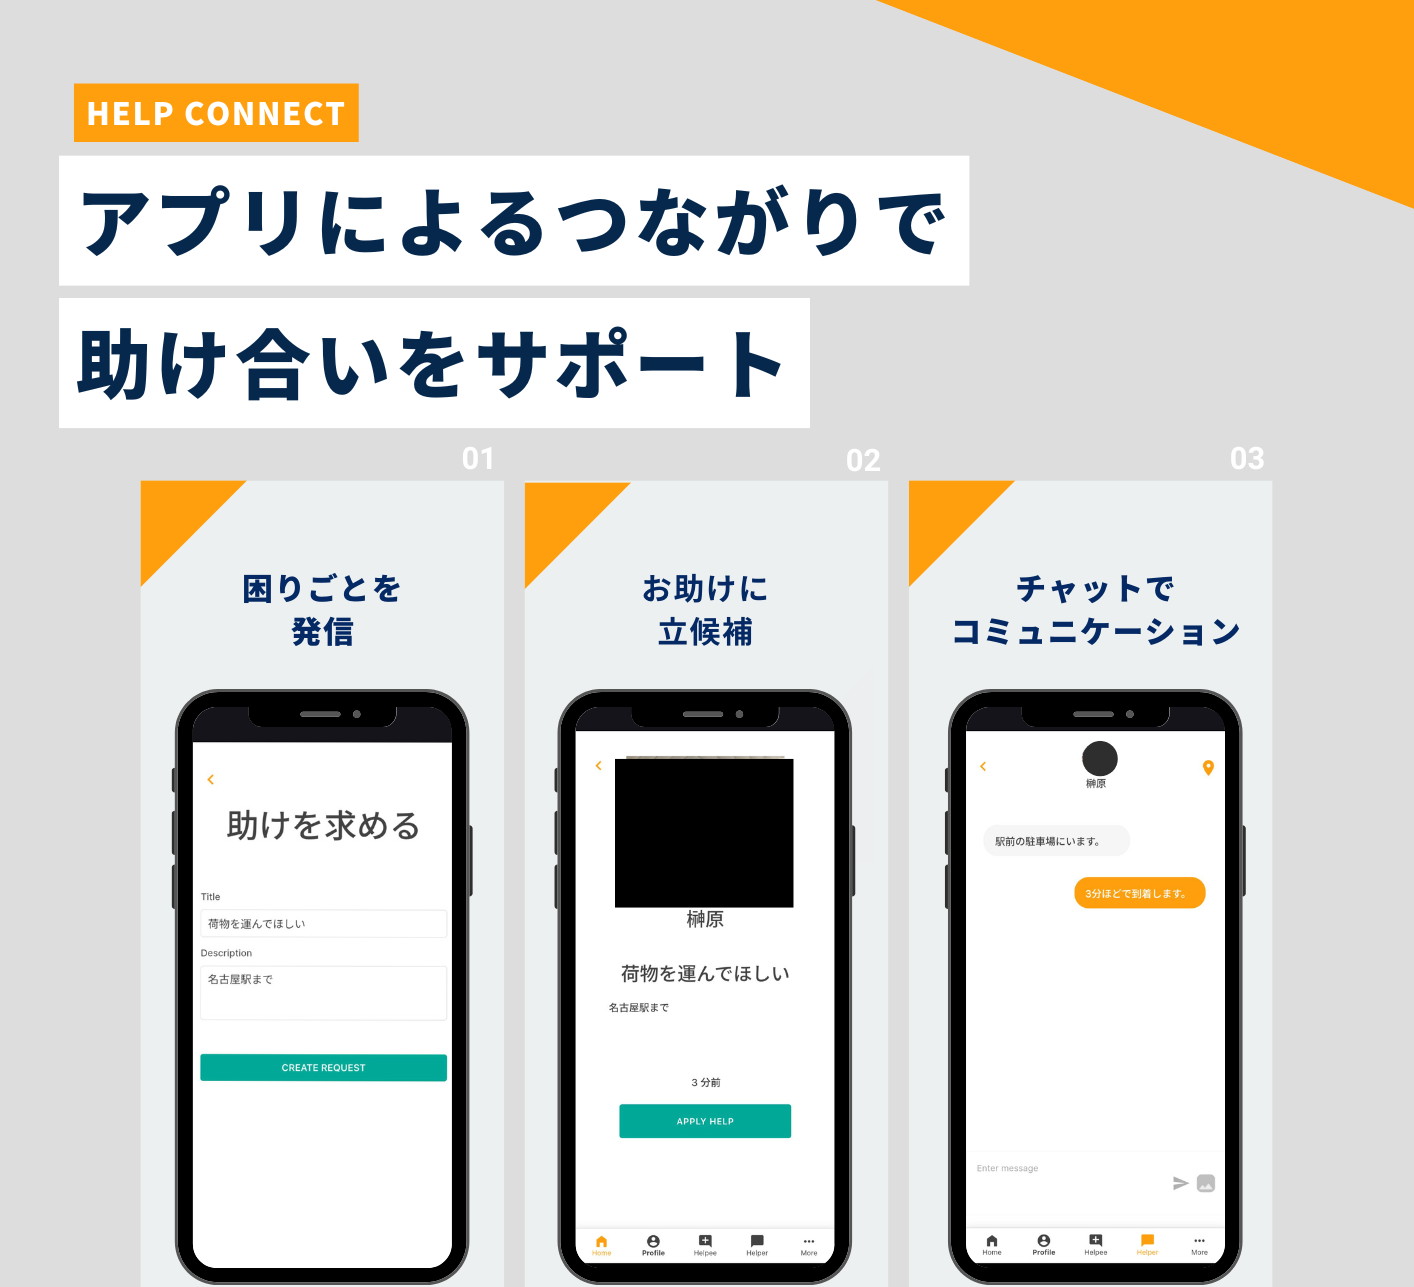 HELP CONNECT
アプリによるつながりで
助け合いをサポート
01
困りごとを
発信
助けを求める
Title
荷物を運んでほしい
Description
名古屋駅まで
CREATE REQUEST
02
お助けに
立候補
榊原
荷物を運んでほしい
名古屋駅まで
3 分前
APPLY HELP
Home Profile Helpee Helper More
03
チャットで
コミュニケーション
榊原
駅前の駐車場にいます。
3分ほどで到着します。
Enter message
Home Profile Helpee Helper More